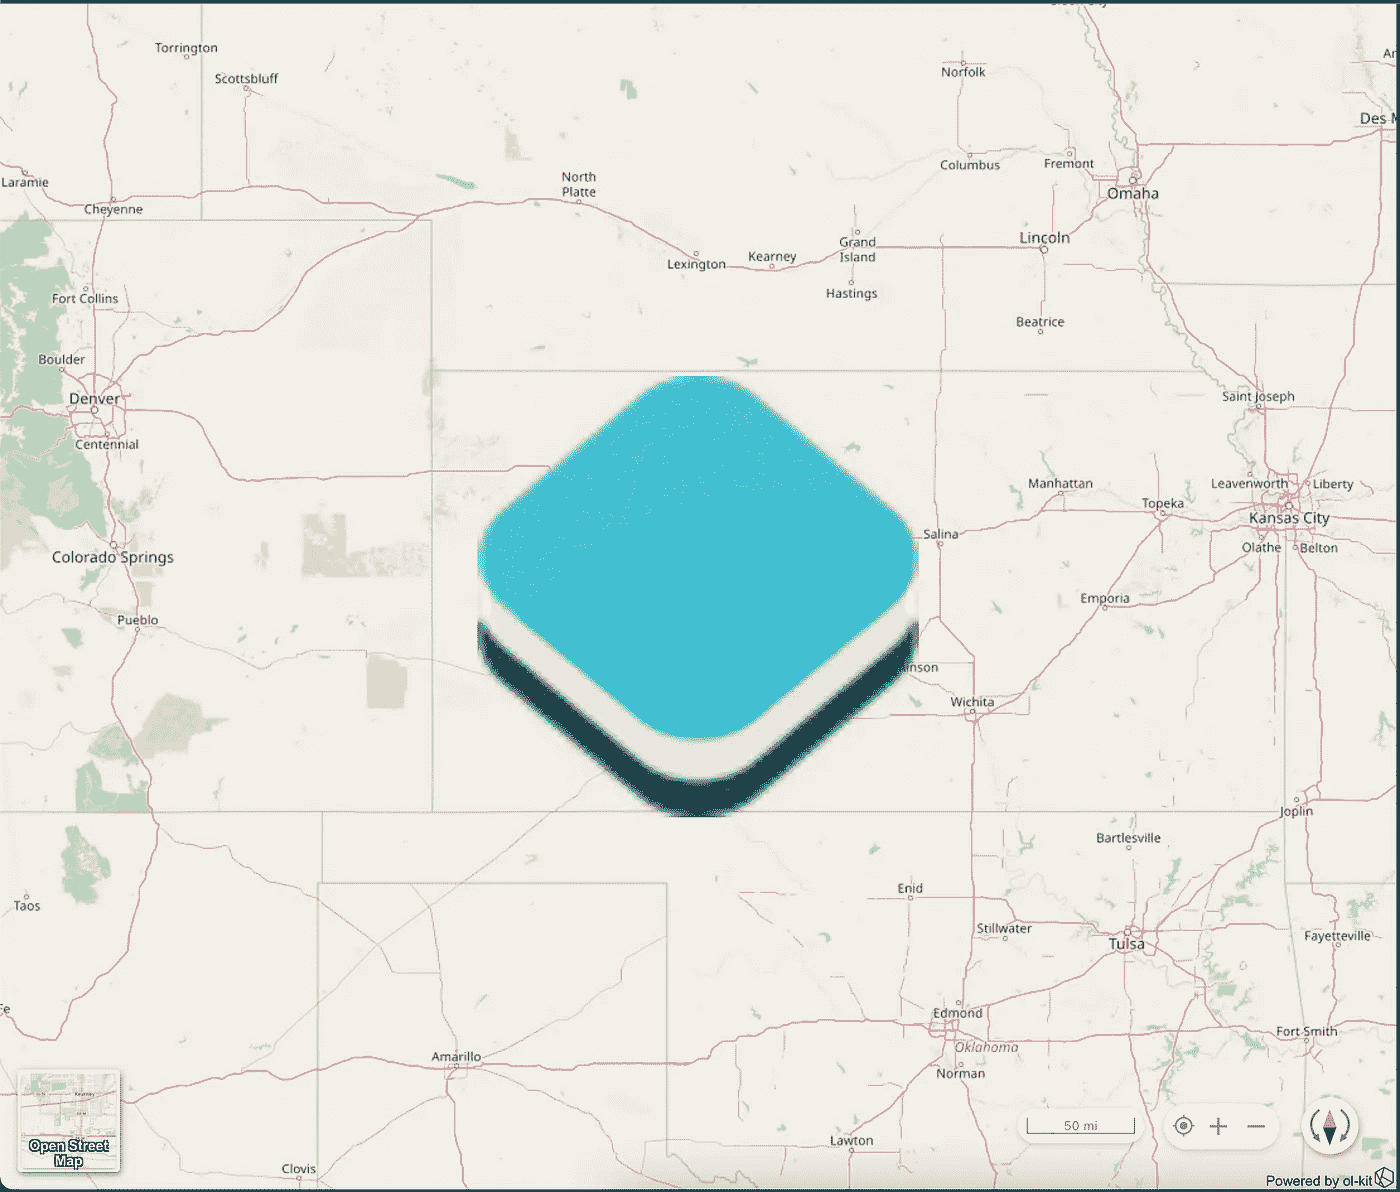 Torrington
Scottsbluff
Norfolk
Des M
Columbus
Fremont
Laramie
North
Platte
Omaha
Cheyenne
Lincoln
Grand
Island
Kearney
Lexington
Hastings
Fort Collins
Beatrice
Boulder
Denver
Saint Joseph
Centennial
Manhattan
Leavenworth
Liberty
Topeka
Kansas City
Salina
Olathe
Belton
Colorado Springs
Emporia
Pueblo
inson
Wichita
Joplin
Bartlesville
Enid
Taos
Stillwater
Fayetteville
Tulsa
Fe
Edmond
Fort Smith
Oklahoma
Amarillo
Norman
Kearney
50 mi
Lawton
Open Street
Map
Clovis
Powered by ol-kit